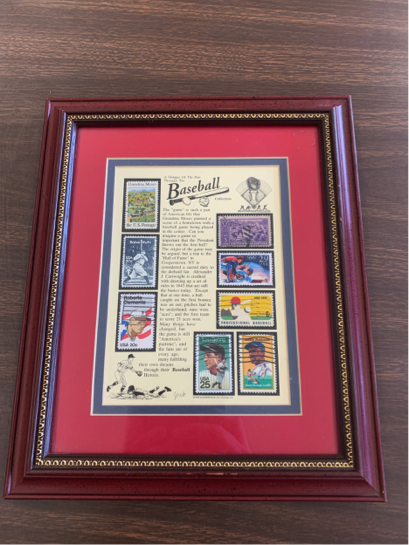 A Glimpse Of The Past
Through The
Baseball
Collection
Grandma Moses
6c U.S. Postage
The "game" is such a part
of American life that
Grandma Moses painted a
scene of a hometown with a
baseball game being played
in the center. Can you
imagine a game so
important that the President
throws out the first ball?
The origin of the game may
be argued, but a trip to the
"Hall of Fame" in
Cooperstown, NY is
considered a sacred duty to
the diehard fan. Alexander
J. Cartwright is credited
with drawing up a set of
rules in 1845 that are still
the basics today. Except
that at one time, a ball
caught on the first bounce
was an out; pitches had to
be underhand; runs were
"aces"; and the first team
to score 21 aces won.
Many things have
changed, but
the game is still
"America's
pastime", and
the fans are of
every age,
many fulfilling
their own dreams
through their Baseball
Heroes.
Babe Ruth
Roberto
Clemente
USA 20c
PROFESSIONAL BASEBALL
USA
25